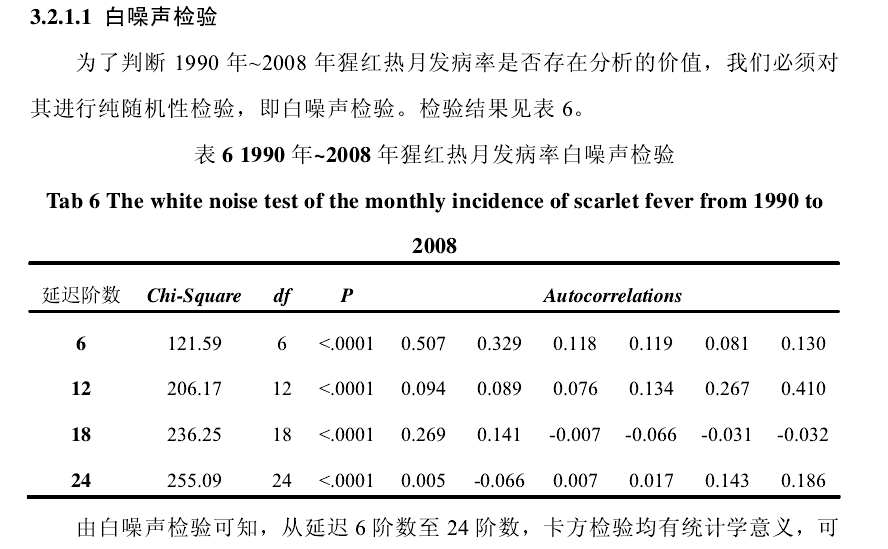 3.2.1.1 白噪声检验
为了判断 1990 年~2008 年猩红热月发病率是否存在分析的价值，我们必须对
其进行纯随机性检验，即白噪声检验。检验结果见表 6。
表 6 1990 年~2008 年猩红热月发病率白噪声检验
Tab 6 The white noise test of the monthly incidence of scarlet fever from 1990 to
2008
延迟阶数 Chi-Square df P Autocorrelations
6 121.59 6 <.0001 0.507 0.329 0.118 0.119 0.081 0.130
12 206.17 12 <.0001 0.094 0.089 0.076 0.134 0.267 0.410
18 236.25 18 <.0001 0.269 0.141 -0.007 -0.066 -0.031 -0.032
24 255.09 24 <.0001 0.005 -0.066 0.007 0.017 0.143 0.186
由白噪声检验可知，从延迟 6 阶数至 24 阶数，卡方检验均有统计学意义，可